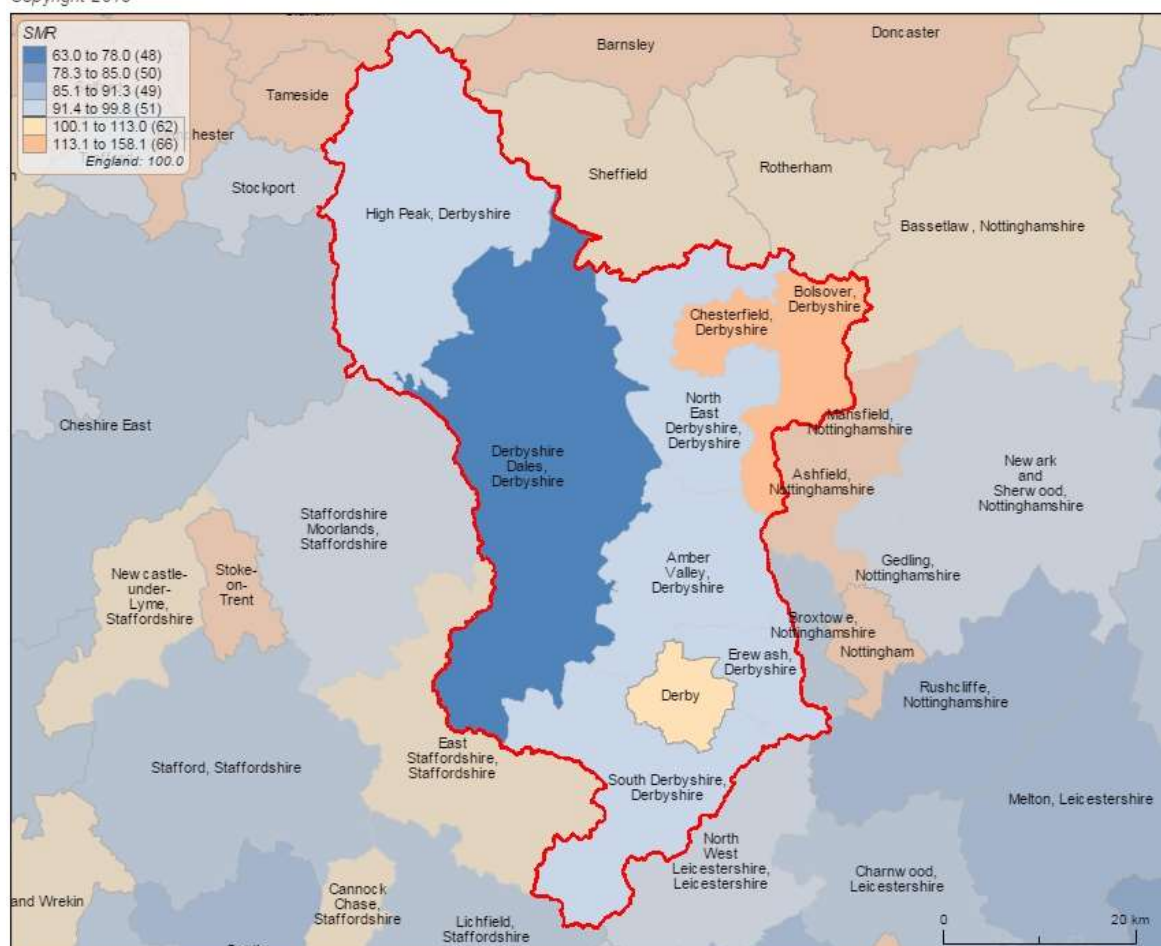 SMR
63.0 to 78.0 (48)
78.3 to 85.0 (50)
85.1 to 91.3 (49)
91.4 to 99.8 (51)
100.1 to 113.0 (62)
113.1 to 158.1 (66)
England: 100.0
Barnsley
Doncaster
Tameside
hester
Stockport
Sheffield
Rotherham
High Peak, Derbyshire
Bassetlaw, Nottinghamshire
Bolsover,
Derbyshire
Chesterfield,
Derbyshire
Cheshire East
North
East
Derbyshire,
Derbyshire
Mansfield,
Nottinghamshire
Derbyshire
Dales,
Derbyshire
Ashfield,
Nottinghamshire
Newark
and
Sherwood,
Nottinghamshire
Staffordshire
Moorlands,
Staffordshire
Newcastle-
under-
Lyme,
Staffordshire
Stoke-
on-
Trent
Amber
Valley,
Derbyshire
Gedling,
Nottinghamshire
Broxtowe,
Nottinghamshire
Nottingham
Erewash,
Derbyshire
Derby
Rushcliffe,
Nottinghamshire
East
Staffordshire,
Staffordshire
Stafford, Staffordshire
South Derbyshire,
Derbyshire
Melton, Leicestershire
North
West
Leicestershire,
Leicestershire
Charnwood,
Leicestershire
Cannock
Chase,
Staffordshire
and Wrekin
Lichfield,
Staffordshire
0 20 km